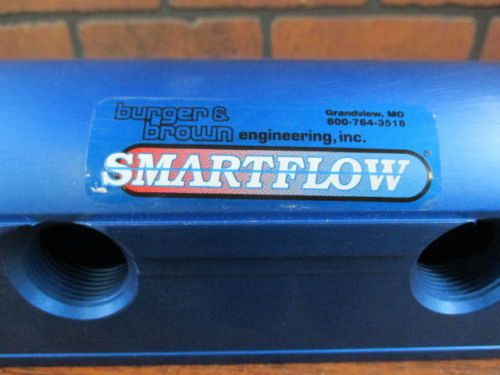 burger &
brown engineering, inc.
Grandview, MO
800-764-3518
SMARTFLOW